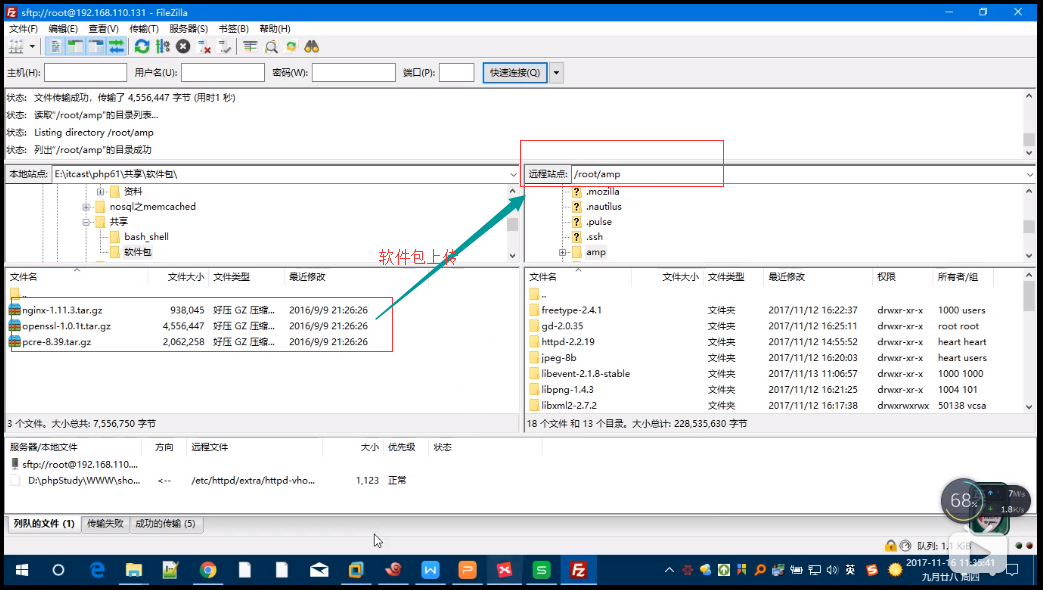 sftp://root@192.168.110.131 - FileZilla
文件(F) 编辑(E) 查看(V) 传输(T) 服务器(S) 书签(B) 帮助(H)
主机(H): 用户名(U): 密码(W): 端口(P): 快速连接(Q)
状态: 文件传输成功，传输了 4,556,447 字节 (用时1 秒)
状态: 读取"/root/amp"的目录列表...
状态: Listing directory /root/amp
状态: 列出"/root/amp"的目录成功
本地站点: E:\itcast\php61\共享\软件包\
远程站点: /root/amp
资料
nosql之memcached
共享
bash_shell
软件包
.mozilla
.nautilus
.pulse
.ssh
amp
软件包上传
文件名 文件大小 文件类型 最近修改
..
nginx-1.11.3.tar.gz 938,045 好压 GZ 压缩... 2016/9/9 21:26:26
openssl-1.0.1t.tar.gz 4,556,447 好压 GZ 压缩... 2016/9/9 21:26:26
pcre-8.39.tar.gz 2,062,258 好压 GZ 压缩... 2016/9/9 21:26:26
3 个文件。大小总共: 7,556,750 字节
文件名 文件大小 文件类型 最近修改 权限 所有者/组
..
freetype-2.4.1 文件夹 2017/11/12 16:22:37 drwxr-xr-x 1000 users
gd-2.0.35 文件夹 2017/11/12 16:25:11 drwxr-xr-x root root
httpd-2.2.19 文件夹 2017/11/12 14:55:52 drwxr-xr-x heart heart
jpeg-8b 文件夹 2017/11/12 16:20:03 drwxr-xr-x heart users
libevent-2.1.8-stable 文件夹 2017/11/13 11:06:57 drwxr-xr-x 1000 1000
libpng-1.4.3 文件夹 2017/11/12 16:21:25 drwxr-xr-x 1004 101
libxml2-2.7.2 文件夹 2017/11/12 16:17:38 drwxrwxrwx 50138 vcsa
18 个文件 和 13 个目录。大小总计: 228,535,630 字节
服务器/本地文件 方向 远程文件 大小 优先级 状态
sftp://root@192.168.110....
D:\phpStudy\WWW\sho... <-- /etc/httpd/extra/httpd-vho... 1,123 正常
列队的文件 (1) 传输失败 成功的传输 (5)
68%
1.8K/s
队列: 1.1 KiB
英
2017-11-16 11:35:41
九月廿八 周四